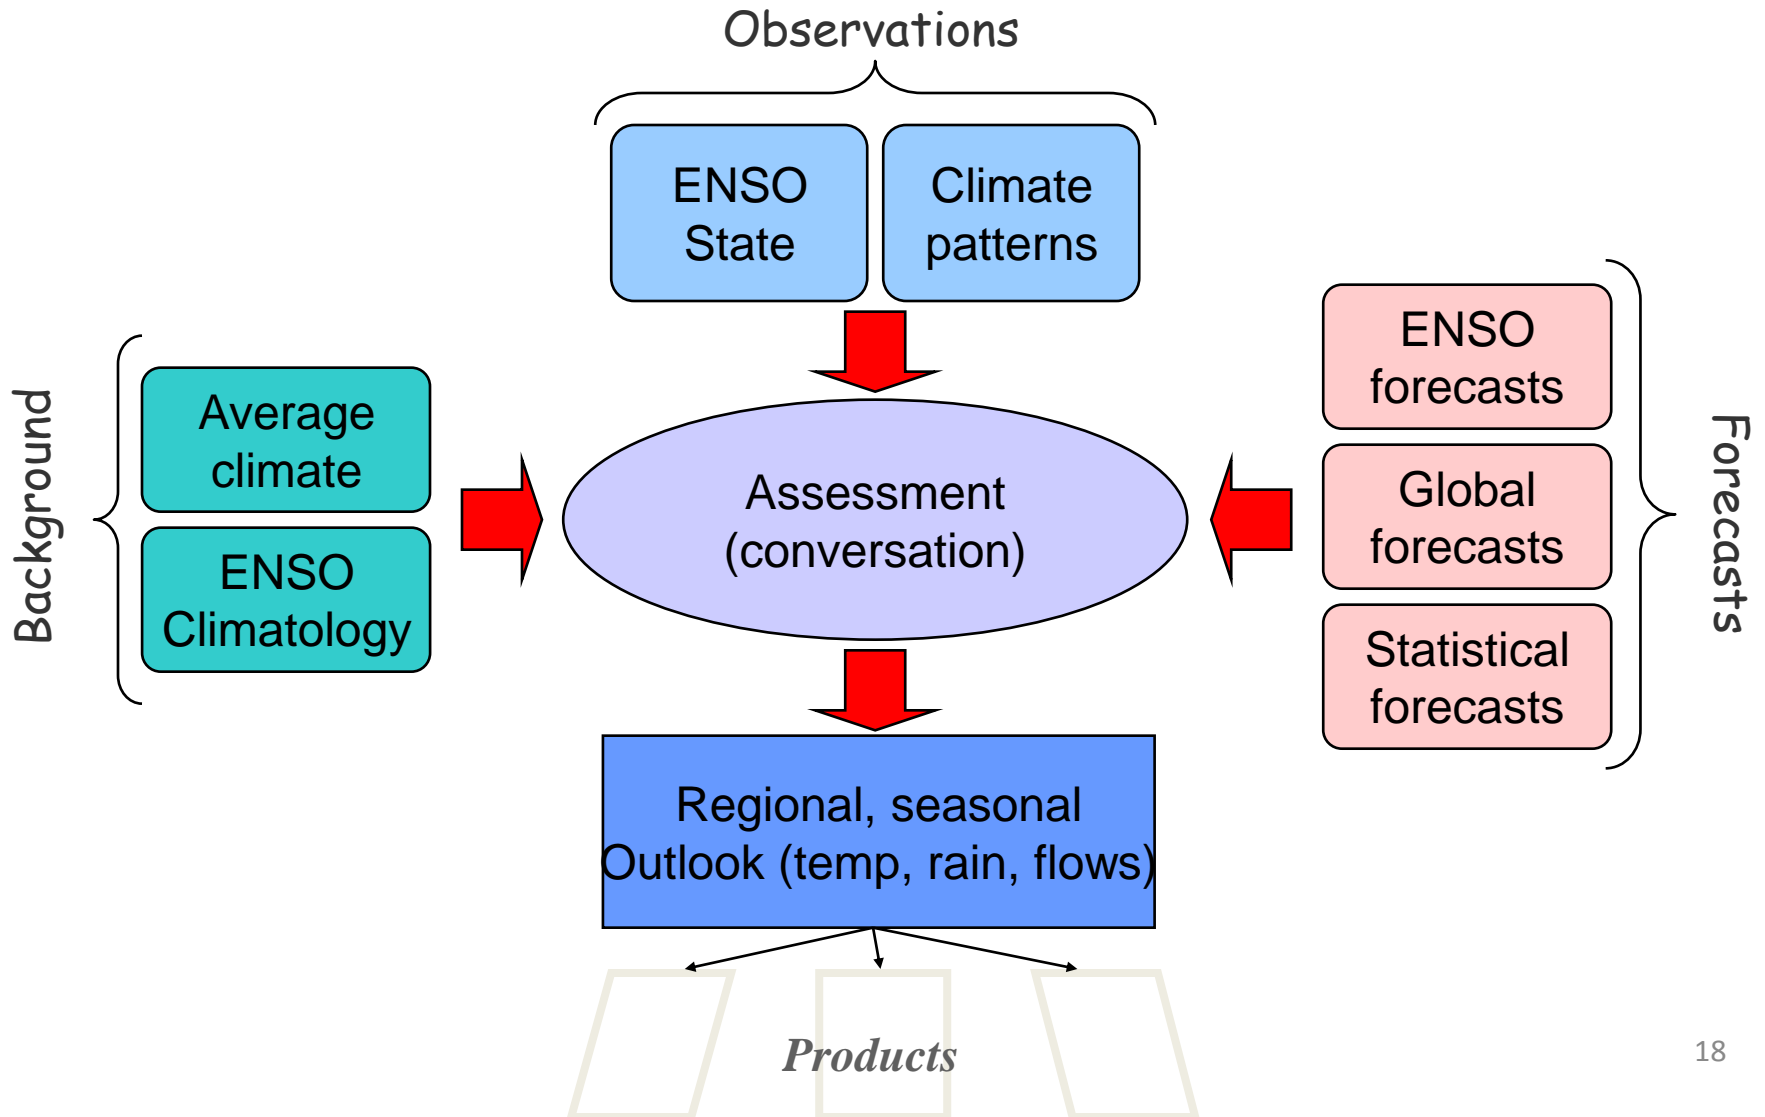 Observations
ENSO
State
Climate
patterns
Background
Average
climate
ENSO
Climatology
Assessment
(conversation)
ENSO
forecasts
Global
forecasts
Statistical
forecasts
Forecasts
Regional, seasonal
Outlook (temp, rain, flows)
Products
18